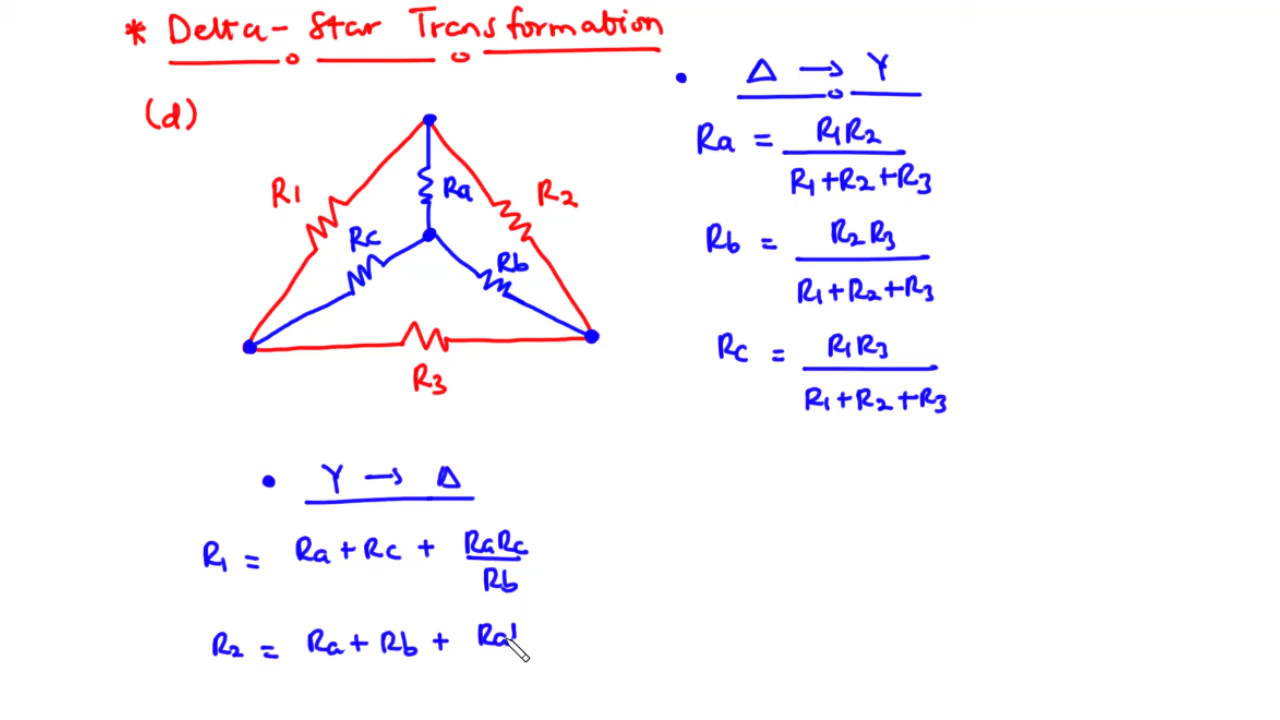 * Delta-Star Transformation
(d)
R1
Ra
R2
Rc
Rb
R3
• Δ → Y
Ra = R1R2 / R1+R2+R3
Rb = R2R3 / R1+R2+R3
Rc = R1R3 / R1+R2+R3
• Y → Δ
R1 = Ra+Rc + RaRc / Rb
R2 = Ra+Rb + Ra